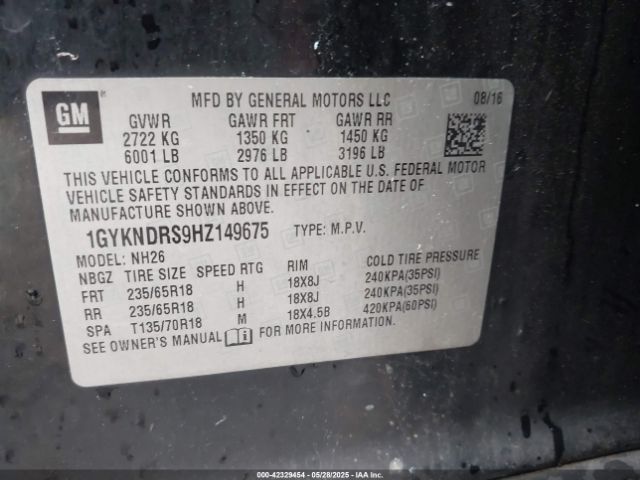 GM
MFD BY GENERAL MOTORS LLC 08/16
GVWR GAWR FRT GAWR RR
2722 KG 1350 KG 1450 KG
6001 LB 2976 LB 3196 LB
THIS VEHICLE CONFORMS TO ALL APPLICABLE U.S. FEDERAL MOTOR
VEHICLE SAFETY STANDARDS IN EFFECT ON THE DATE OF
MANUFACTURE SHOWN ABOVE.
1GYKNDRS9HZ149675 TYPE: M.P.V.
MODEL: NH26
NBGZ TIRE SIZE SPEED RTG RIM COLD TIRE PRESSURE
FRT 235/65R18 H 18X8J 240KPA(35PSI)
RR 235/65R18 H 18X8J 240KPA(35PSI)
SPA T135/70R18 M 18X4.5B 420KPA(60PSI)
SEE OWNER'S MANUAL FOR MORE INFORMATION.
000-42329454 05/28/2025 IAAI, Inc. Copyright